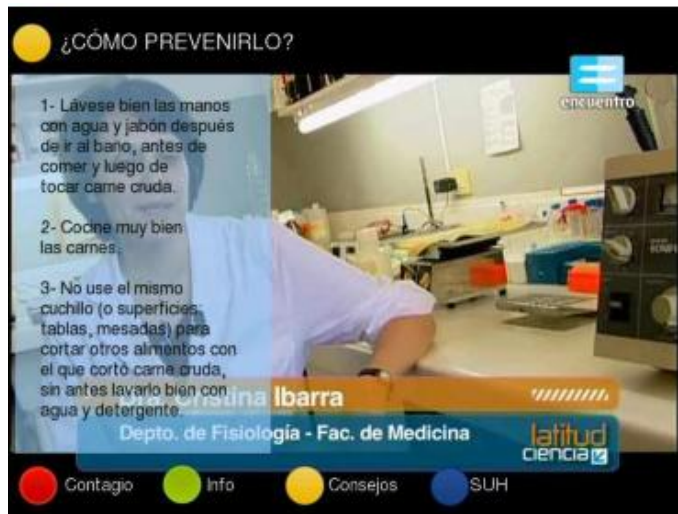 ¿CÓMO PREVENIRLO?
encuentro
1- Lávese bien las manos
con agua y jabón después
de ir al baño, antes de
comer y luego de
tocar carne cruda.
2- Cocine muy bien
las carnes.
3- No use el mismo
cuchillo (o superficies:
tablas, mesadas) para
cortar otros alimentos con
el que cortó carne cruda,
sin antes lavarlo bien con
agua y detergente.
Dra. Cristina Ibarra
Depto. de Fisiología - Fac. de Medicina
latitud
ciencia
Contagio
Info
Consejos
SUH